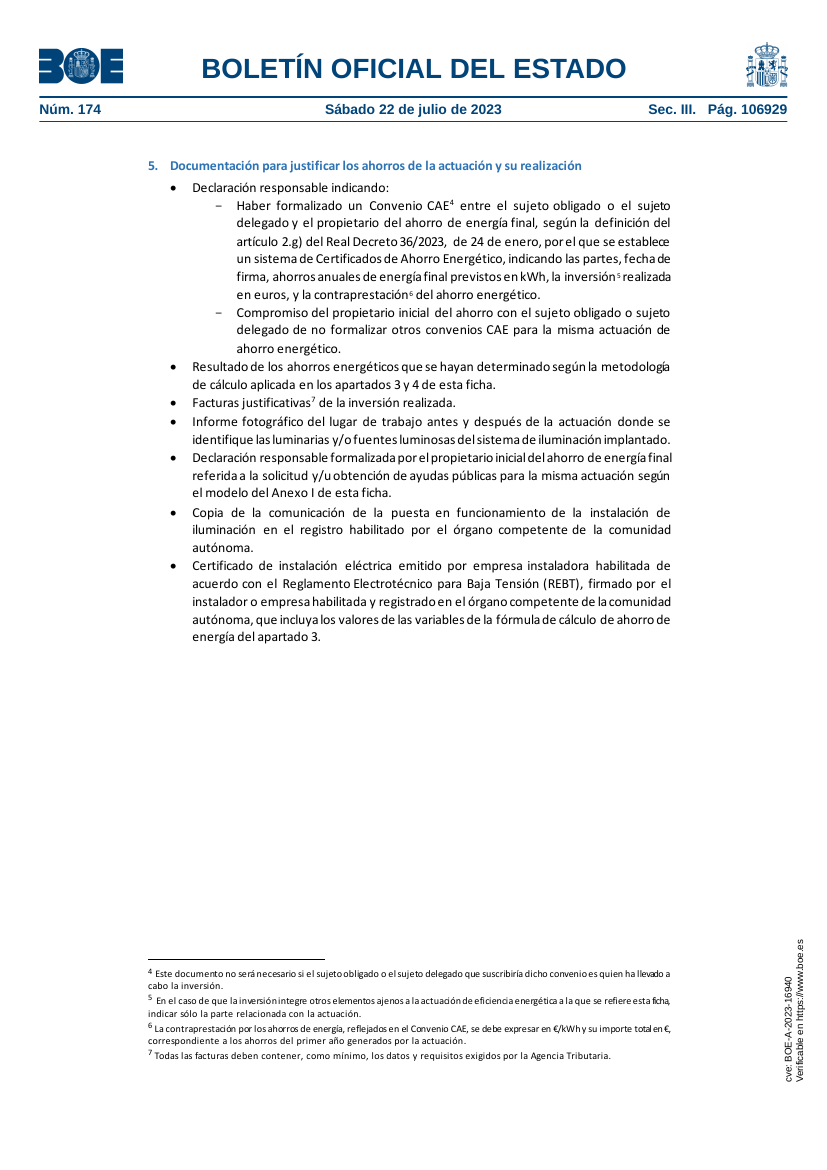 BOE
BOLETÍN OFICIAL DEL ESTADO
Núm. 174
Sábado 22 de julio de 2023
Sec. III. Pág. 106929
5. Documentación para justificar los ahorros de la actuación y su realización
• Declaración responsable indicando:
− Haber formalizado un Convenio CAE4 entre el sujeto obligado o el sujeto
delegado y el propietario del ahorro de energía final, según la definición del
artículo 2.g) del Real Decreto 36/2023, de 24 de enero, por el que se establece
un sistema de Certificados de Ahorro Energético, indicando las partes, fecha de
firma, ahorros anuales de energía final previstos en kWh, la inversión5 realizada
en euros, y la contraprestación6 del ahorro energético.
− Compromiso del propietario inicial del ahorro con el sujeto obligado o sujeto
delegado de no formalizar otros convenios CAE para la misma actuación de
ahorro energético.
• Resultado de los ahorros energéticos que se hayan determinado según la metodología
de cálculo aplicada en los apartados 3 y 4 de esta ficha.
• Facturas justificativas7 de la inversión realizada.
• Informe fotográfico del lugar de trabajo antes y después de la actuación donde se
identifique las luminarias y/o fuentes luminosas del sistema de iluminación implantado.
• Declaración responsable formalizada por el propietario inicial del ahorro de energía final
referida a la solicitud y/u obtención de ayudas públicas para la misma actuación según
el modelo del Anexo I de esta ficha.
• Copia de la comunicación de la puesta en funcionamiento de la instalación de
iluminación en el registro habilitado por el órgano competente de la comunidad
autónoma.
• Certificado de instalación eléctrica emitido por empresa instaladora habilitada de
acuerdo con el Reglamento Electrotécnico para Baja Tensión (REBT), firmado por el
instalador o empresa habilitada y registrado en el órgano competente de la comunidad
autónoma, que incluya los valores de las variables de la fórmula de cálculo de ahorro de
energía del apartado 3.
4 Este documento no será necesario si el sujeto obligado o el sujeto delegado que suscribiría dicho convenio es quien ha llevado a
cabo la inversión.
5 En el caso de que la inversión integre otros elementos ajenos a la actuación de eficiencia energética a la que se refiere esta ficha,
indicar sólo la parte relacionada con la actuación.
6 La contraprestación por los ahorros de energía, reflejados en el Convenio CAE, se debe expresar en €/kWh y su importe total en €,
correspondiente a los ahorros del primer año generados por la actuación.
7 Todas las facturas deben contener, como mínimo, los datos y requisitos exigidos por la Agencia Tributaria.
cve: BOE-A-2023-16940
Verificable en https://www.boe.es